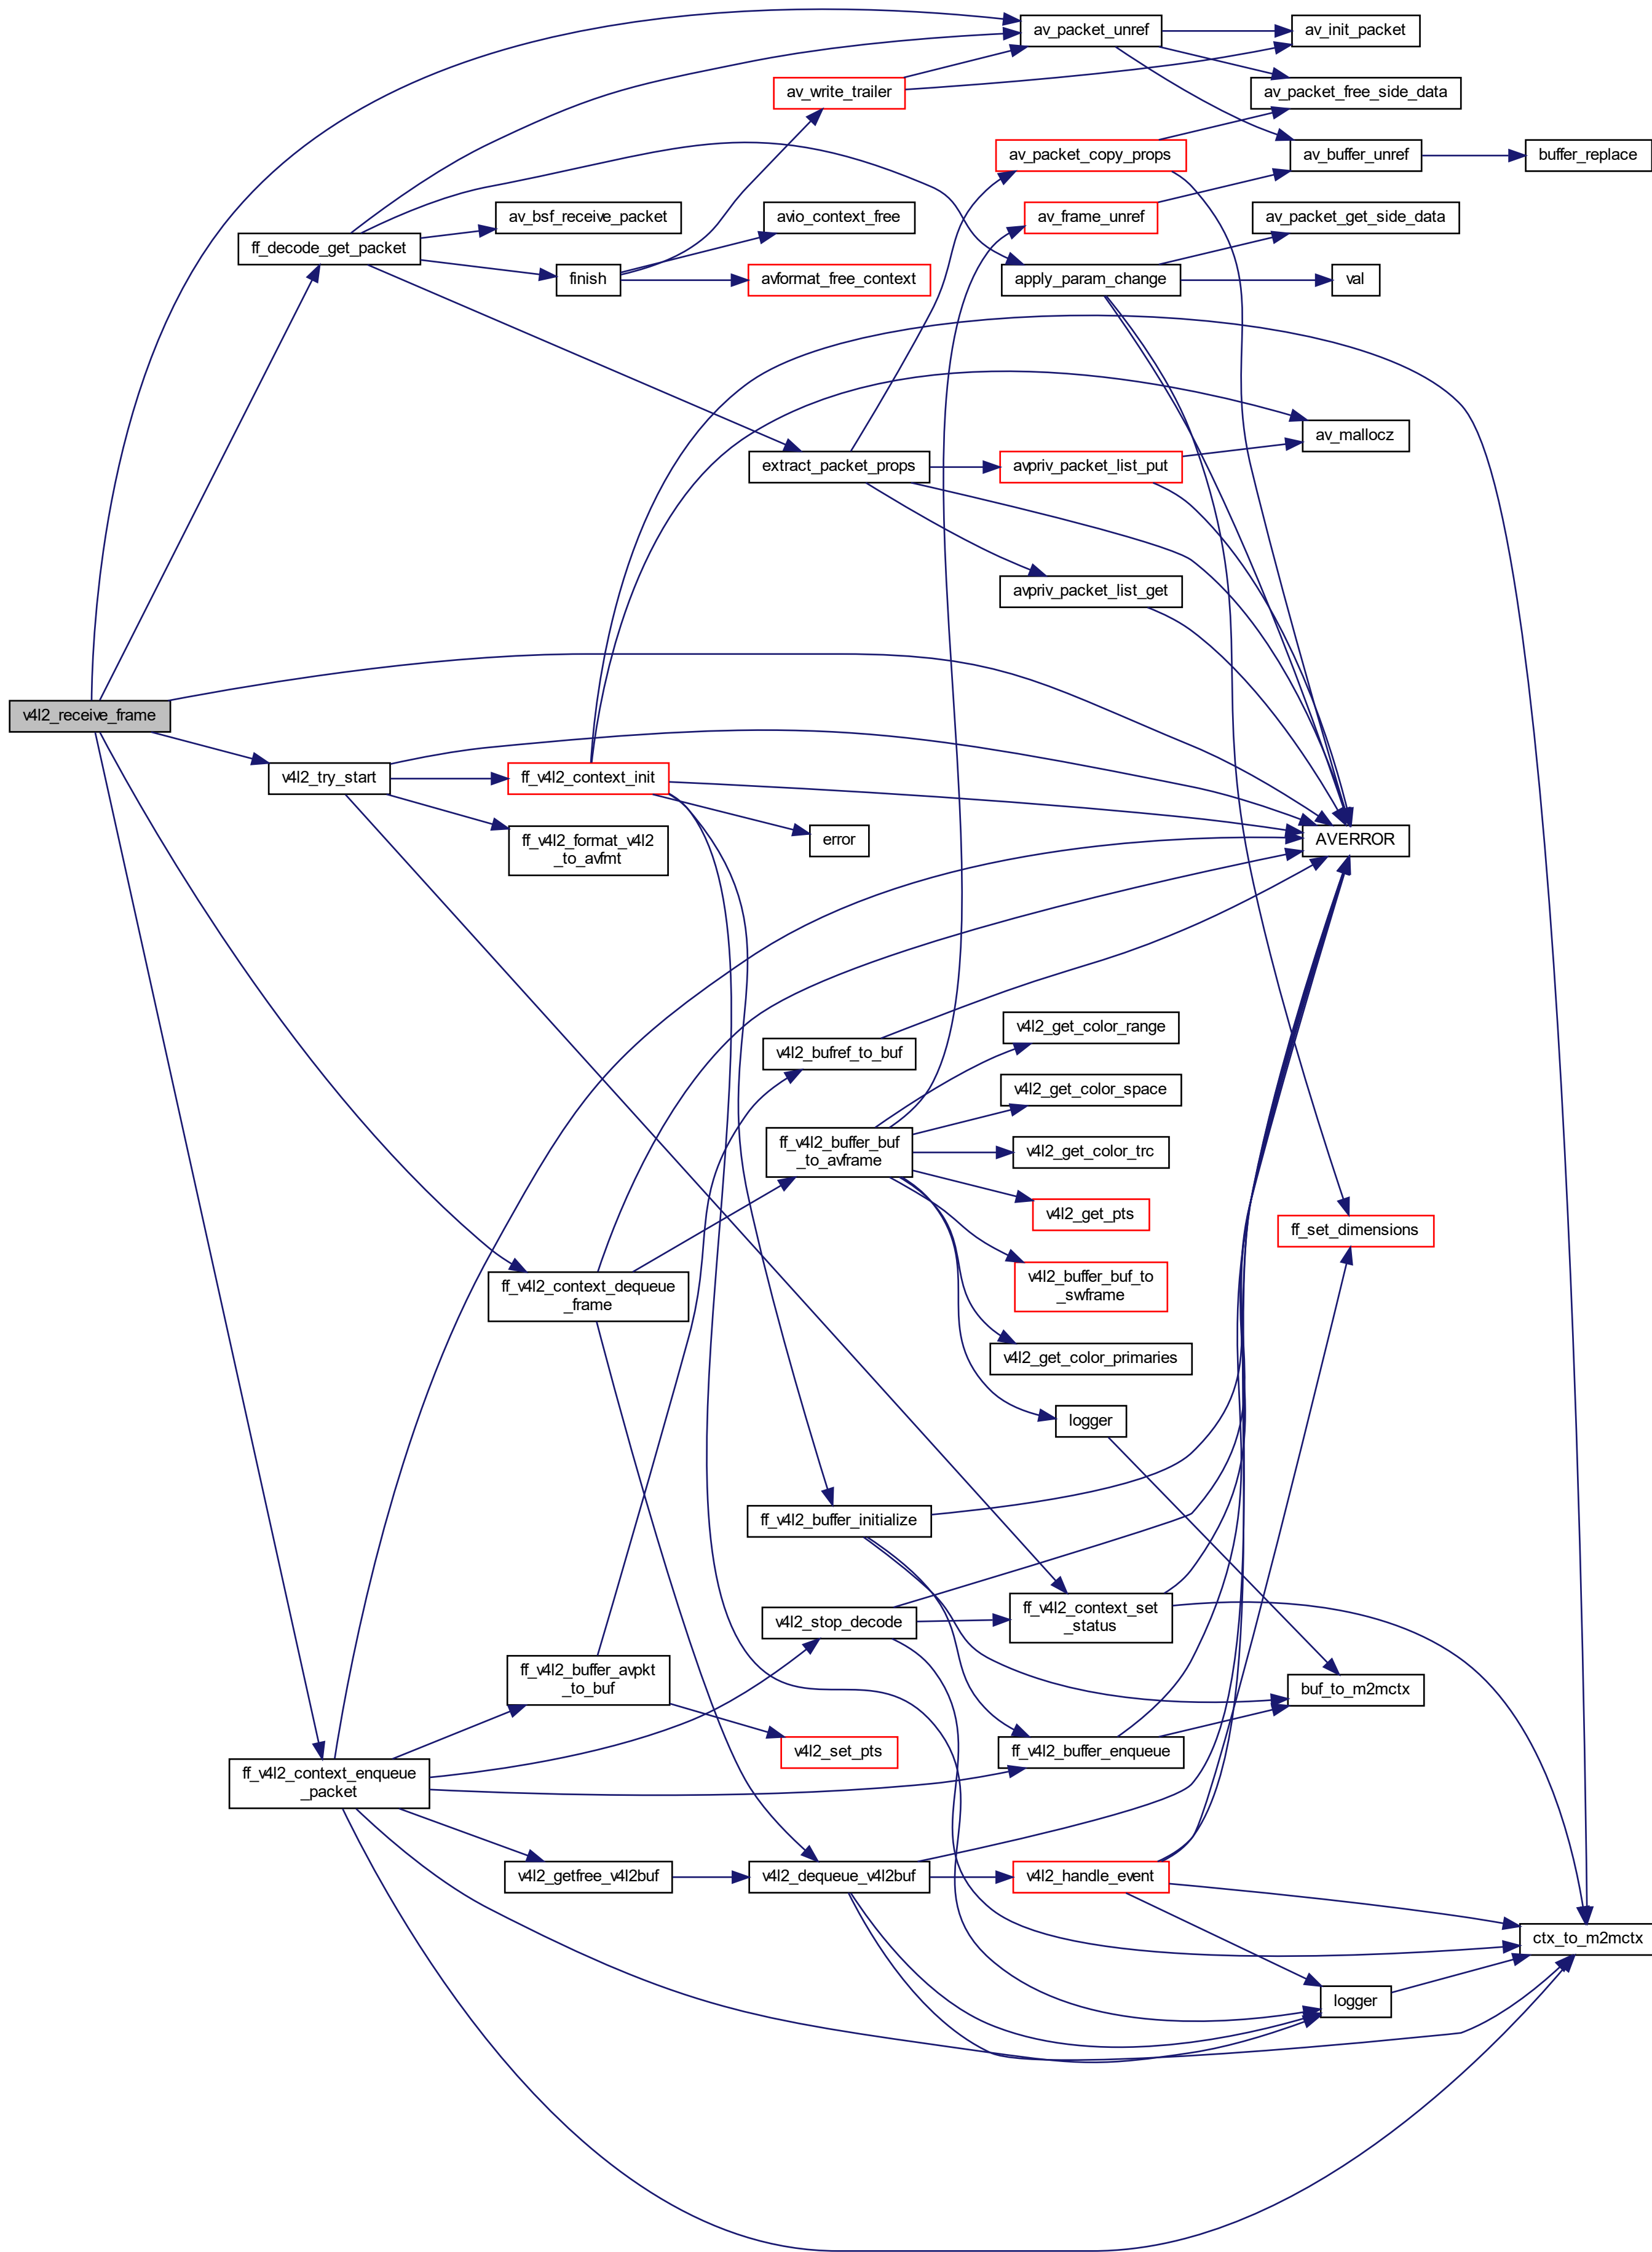 av_packet_unref
av_init_packet
av_write_trailer
av_packet_free_side_data
av_packet_copy_props
av_buffer_unref
buffer_replace
av_bsf_receive_packet
avio_context_free
av_frame_unref
av_packet_get_side_data
ff_decode_get_packet
finish
avformat_free_context
apply_param_change
val
av_mallocz
extract_packet_props
avpriv_packet_list_put
avpriv_packet_list_get
v4l2_receive_frame
v4l2_try_start
ff_v4l2_context_init
ff_v4l2_format_v4l2
_to_avfmt
error
AVERROR
v4l2_get_color_range
v4l2_bufref_to_buf
v4l2_get_color_space
ff_v4l2_buffer_buf
_to_avframe
v4l2_get_color_trc
v4l2_get_pts
ff_set_dimensions
ff_v4l2_context_dequeue
_frame
v4l2_buffer_buf_to
_swframe
v4l2_get_color_primaries
logger
ff_v4l2_buffer_initialize
v4l2_stop_decode
ff_v4l2_context_set
_status
ff_v4l2_buffer_avpkt
_to_buf
buf_to_m2mctx
v4l2_set_pts
ff_v4l2_buffer_enqueue
ff_v4l2_context_enqueue
_packet
v4l2_getfree_v4l2buf
v4l2_dequeue_v4l2buf
v4l2_handle_event
ctx_to_m2mctx
logger